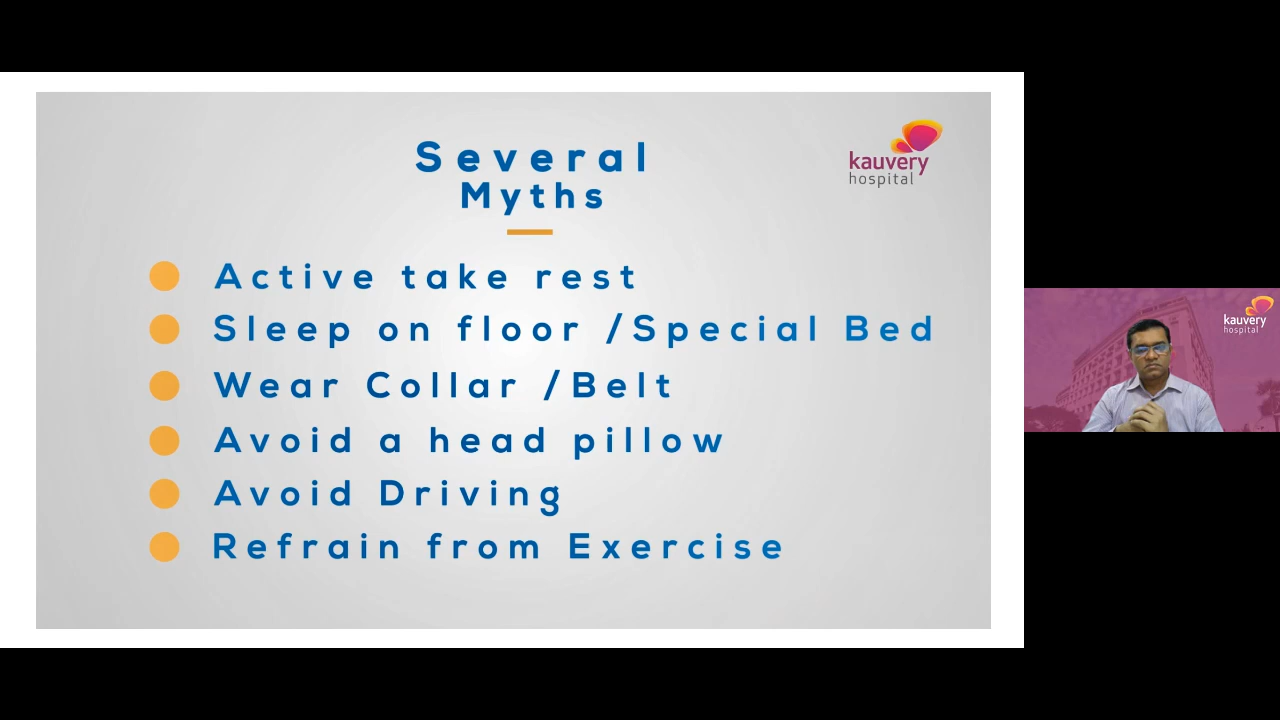 Several
Myths
kauvery
hospital
Active take rest
Sleep on floor /Special Bed
Wear Collar /Belt
Avoid a head pillow
Avoid Driving
Refrain from Exercise
kauvery
hospital